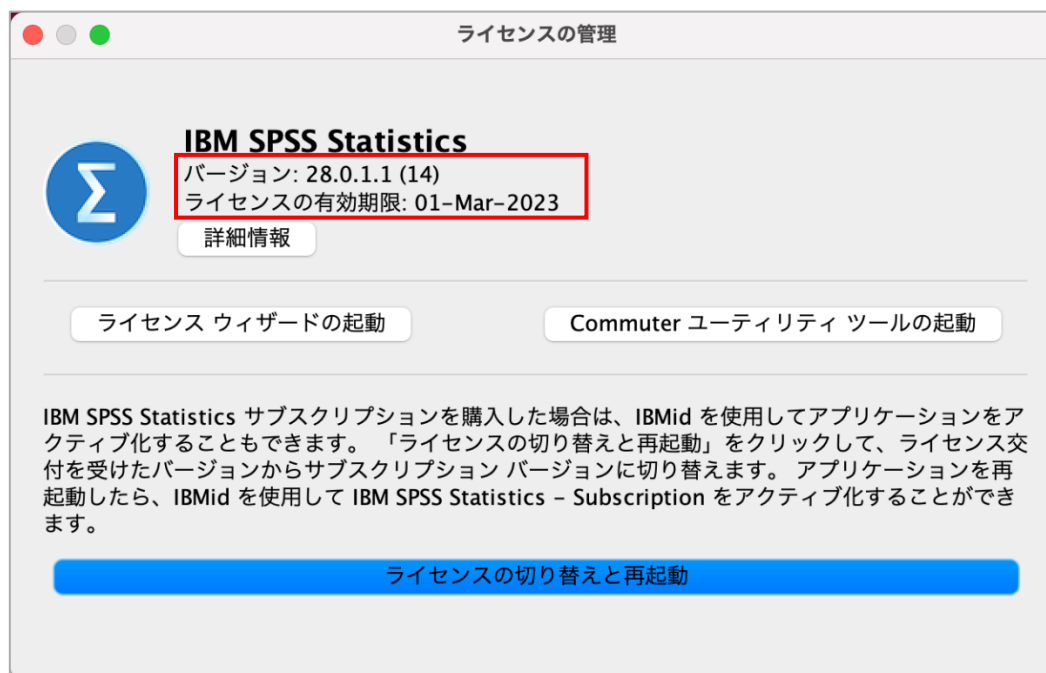 ライセンスの管理
IBM SPSS Statistics
バージョン: 28.0.1.1 (14)
ライセンスの有効期限: 01-Mar-2023
詳細情報
ライセンス ウィザードの起動
Commuter ユーティリティ ツールの起動
IBM SPSS Statistics サブスクリプションを購入した場合は、IBMid を使用してアプリケーションをア
クティブ化することもできます。 「ライセンスの切り替えと再起動」をクリックして、ライセンス交
付を受けたバージョンからサブスクリプション バージョンに切り替えます。 アプリケーションを再
起動したら、IBMid を使用して IBM SPSS Statistics – Subscription をアクティブ化することができ
ます。
ライセンスの切り替えと再起動